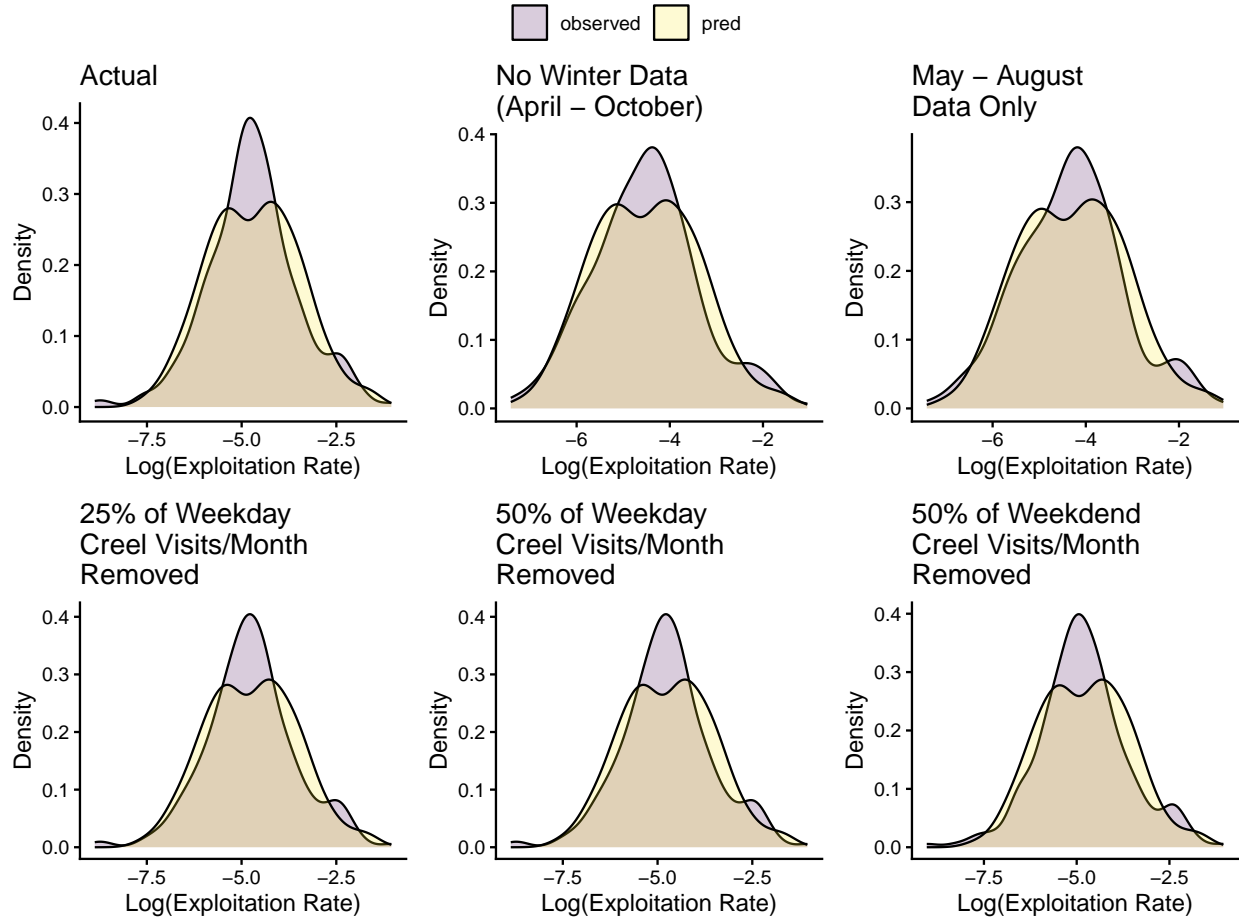 observed pred
Actual
No Winter Data
(April – October)
May – August
Data Only
0.4
0.3
0.2
0.1
0.0
Density
−7.5 −5.0 −2.5
Log(Exploitation Rate)
0.4
0.3
0.2
0.1
0.0
Density
−6 −4 −2
Log(Exploitation Rate)
0.3
0.2
0.1
0.0
Density
−6 −4 −2
Log(Exploitation Rate)
25% of Weekday
Creel Visits/Month
Removed
0.4
0.3
0.2
0.1
0.0
Density
−7.5 −5.0 −2.5
Log(Exploitation Rate)
50% of Weekday
Creel Visits/Month
Removed
0.4
0.3
0.2
0.1
0.0
Density
−7.5 −5.0 −2.5
Log(Exploitation Rate)
50% of Weekdend
Creel Visits/Month
Removed
0.4
0.3
0.2
0.1
0.0
Density
−7.5 −5.0 −2.5
Log(Exploitation Rate)